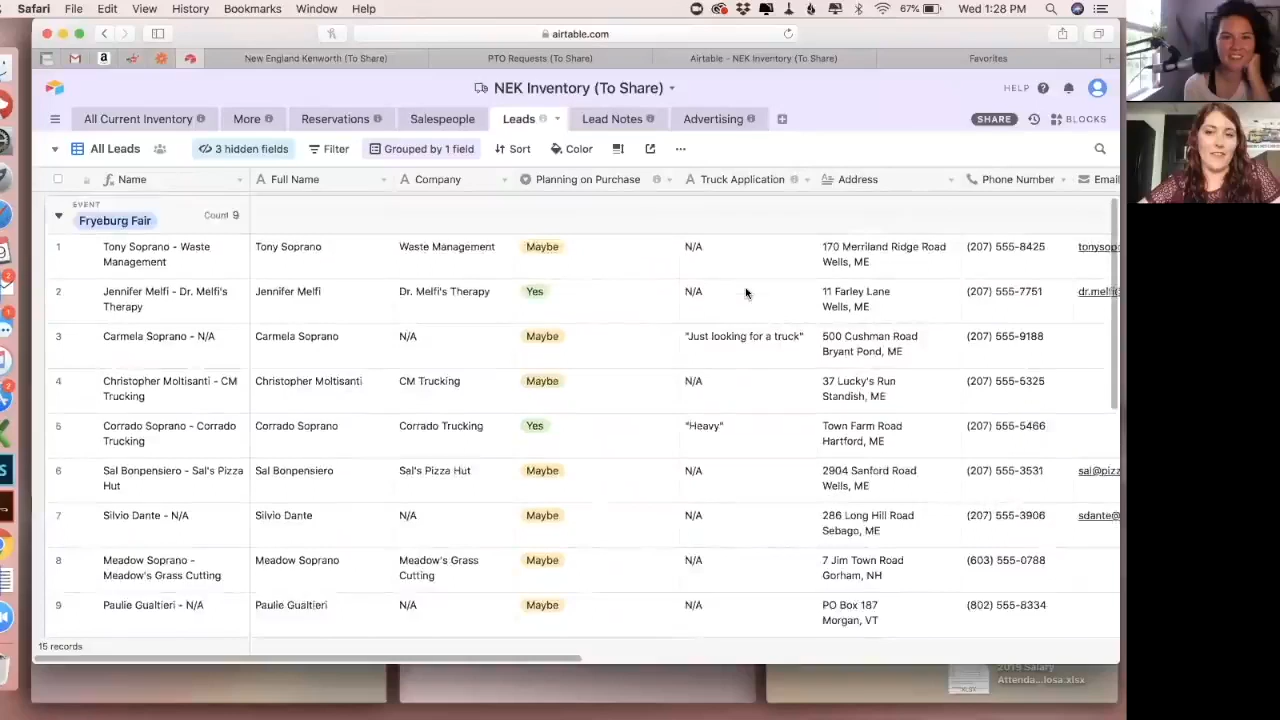 Safari File Edit View History Bookmarks Window Help 67% Wed 1:28 PM
airtable.com
New England Kenworth (To Share) PTO Requests (To Share) Airtable - NEK Inventory (To Share) Favorites
NEK Inventory (To Share) HELP
All Current Inventory More Reservations Salespeople Leads Lead Notes Advertising SHARE BLOCKS
All Leads 3 hidden fields Filter Grouped by 1 field Sort Color
Name Full Name Company Planning on Purchase Truck Application Address Phone Number Email
EVENT
Fryeburg Fair Count 9
1 Tony Soprano - Waste Tony Soprano Waste Management Maybe N/A 170 Merriland Ridge Road (207) 555-8425 tonysop
Management Wells, ME
2 Jennifer Melfi - Dr. Melfi's Jennifer Melfi Dr. Melfi's Therapy Yes N/A 11 Farley Lane (207) 555-7751 dr.melfi@
Therapy Wells, ME
3 Carmela Soprano - N/A Carmela Soprano N/A Maybe "Just looking for a truck" 500 Cushman Road (207) 555-9188
Bryant Pond, ME
4 Christopher Moltisanti - CM Christopher Moltisanti CM Trucking Maybe N/A 37 Lucky's Run (207) 555-5325
Trucking Standish, ME
5 Corrado Soprano - Corrado Corrado Soprano Corrado Trucking Yes "Heavy" Town Farm Road (207) 555-5466
Trucking Hartford, ME
6 Sal Bonpensiero - Sal's Pizza Sal Bonpensiero Sal's Pizza Hut Maybe N/A 2904 Sanford Road (207) 555-3531 sal@pizz
Hut Wells, ME
7 Silvio Dante - N/A Silvio Dante N/A Maybe N/A 286 Long Hill Road (207) 555-3906 sdante@
Sebago, ME
8 Meadow Soprano - Meadow Soprano Meadow's Grass Maybe N/A 7 Jim Town Road (603) 555-0788
Meadow's Grass Cutting Cutting Gorham, NH
9 Paulie Gualtieri - N/A Paulie Gualtieri N/A Maybe N/A PO Box 187 (802) 555-8334
Morgan, VT
15 records
2019 Salary
Attenda...losa.xlsx